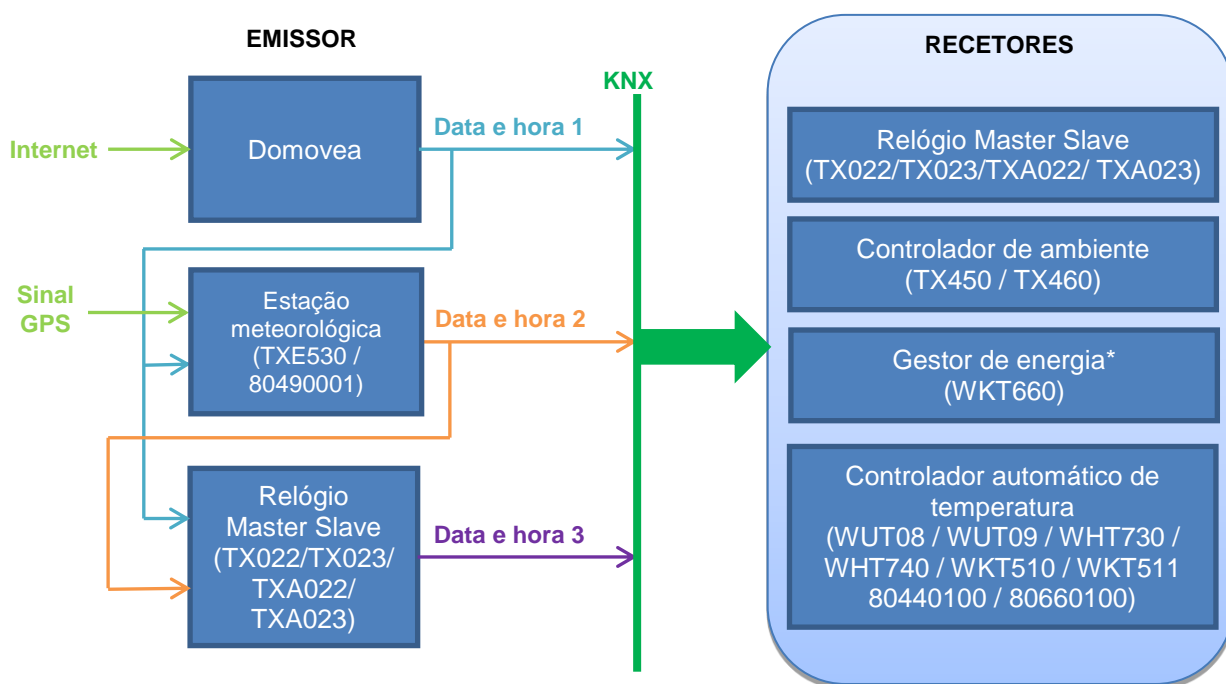 EMISSOR
Internet
Domovea
Data e hora 1
Sinal
GPS
Estação
meteorológica
(TXE530 /
80490001)
Data e hora 2
Relógio
Master Slave
(TX022/TX023/
TXA022/
TXA023)
Data e hora 3
KNX
RECETORES
Relógio Master Slave
(TX022/TX023/TXA022/ TXA023)
Controlador de ambiente
(TX450 / TX460)
Gestor de energia*
(WKT660)
Controlador automático de
temperatura
(WUT08 / WUT09 / WHT730 /
WHT740 / WKT510 / WKT511
80440100 / 80660100)